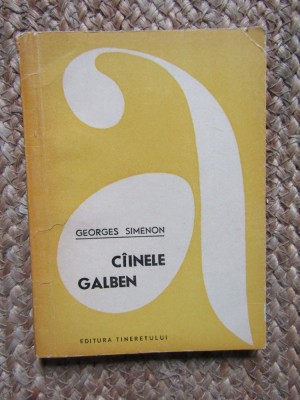 GEORGES SIMENON
CÎINELE
GALBEN
EDITURA TINERETULUI